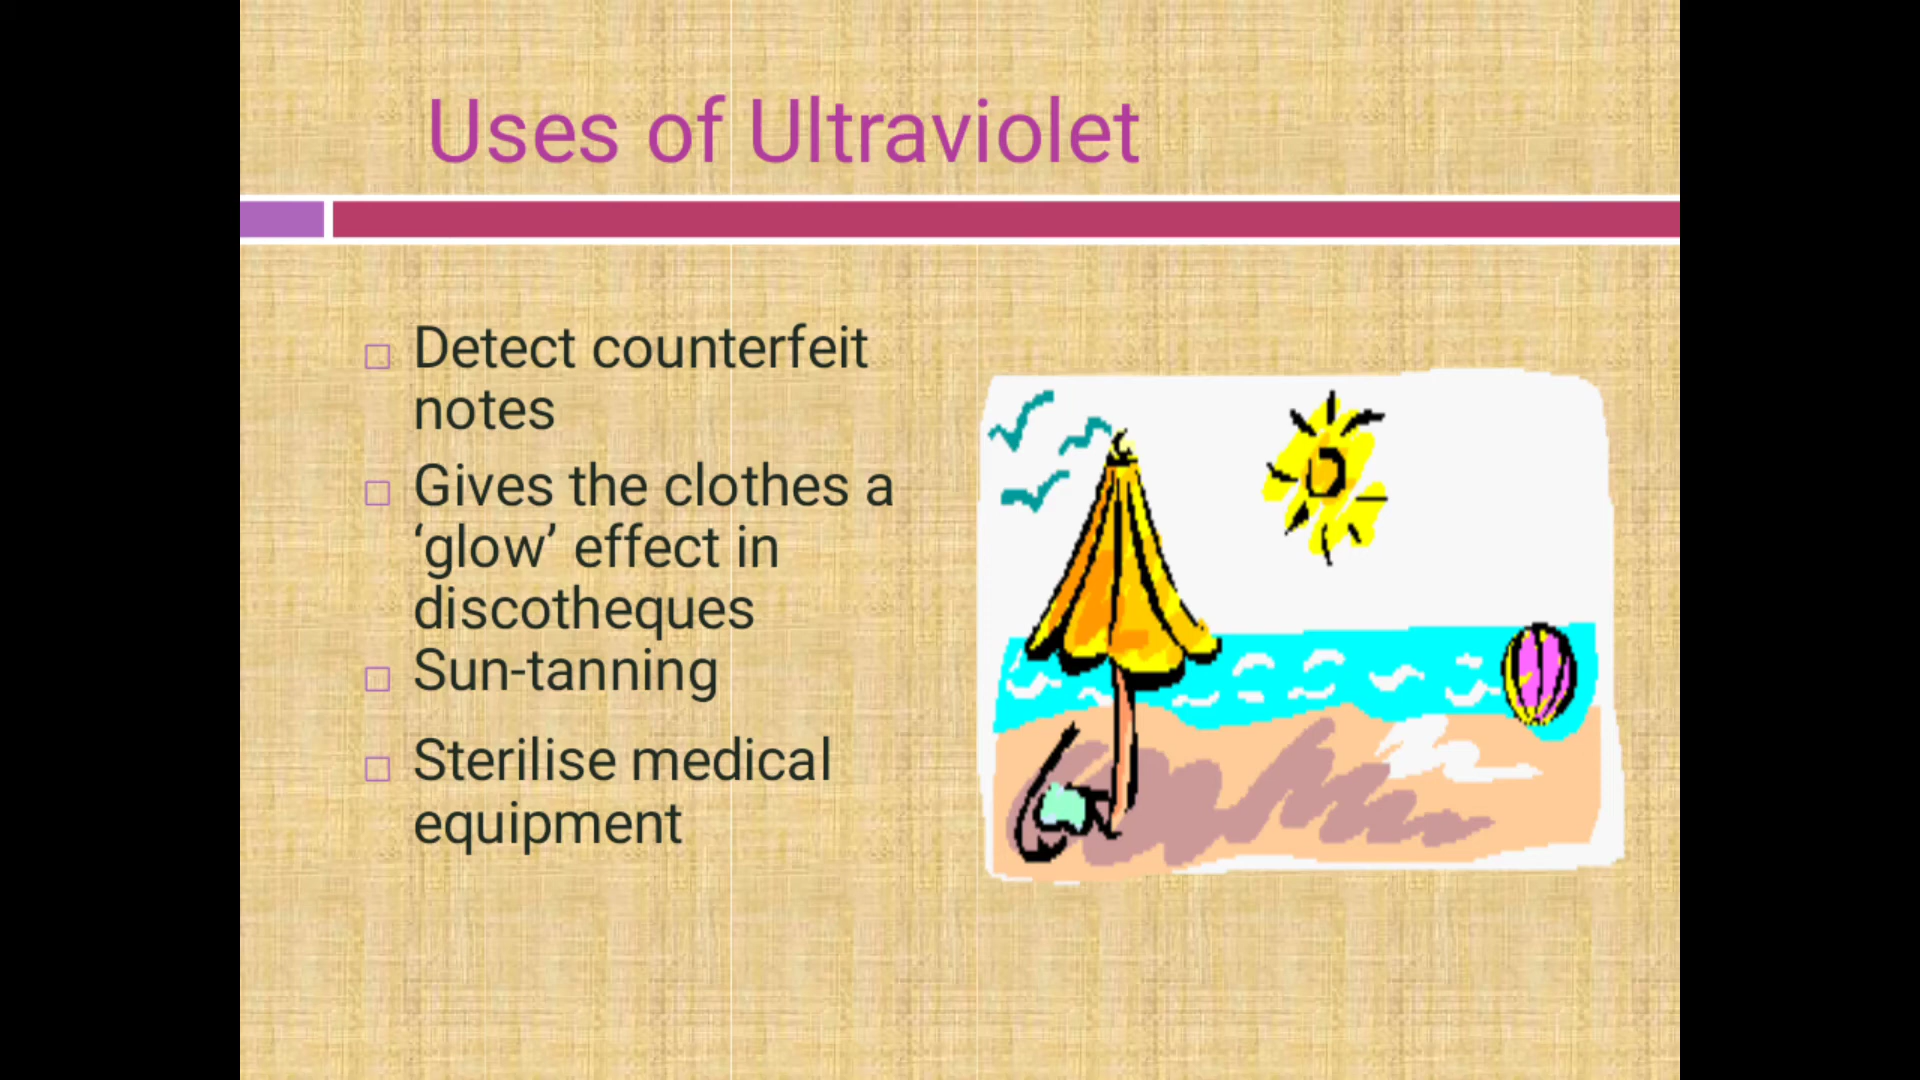 Uses of Ultraviolet
Detect counterfeit
notes
Gives the clothes a
‘glow’ effect in
discotheques
Sun-tanning
Sterilise medical
equipment